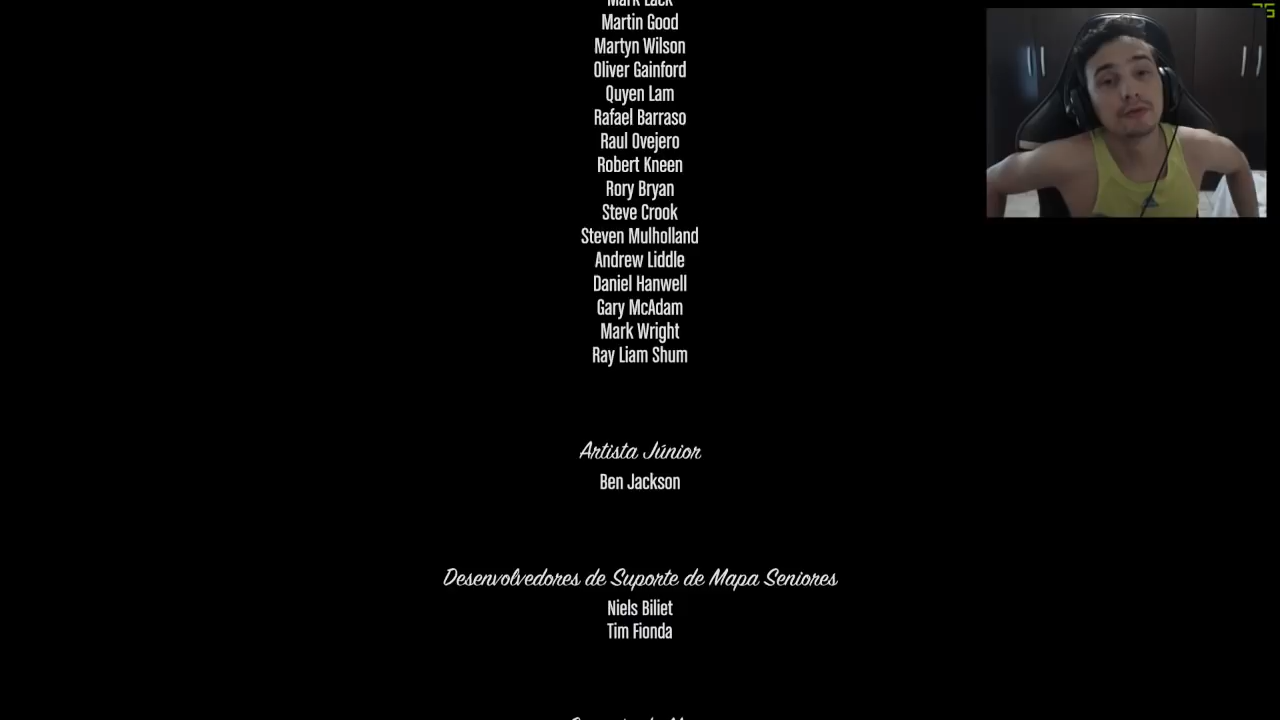 Mark Lack
Martin Good
Martyn Wilson
Oliver Gainford
Quyen Lam
Rafael Barraso
Raul Ovejero
Robert Kneen
Rory Bryan
Steve Crook
Steven Mulholland
Andrew Liddle
Daniel Hanwell
Gary McAdam
Mark Wright
Ray Liam Shum
Artista Júnior
Ben Jackson
Desenvolvedores de Suporte de Mapa Seniores
Niels Biliet
Tim Fionda